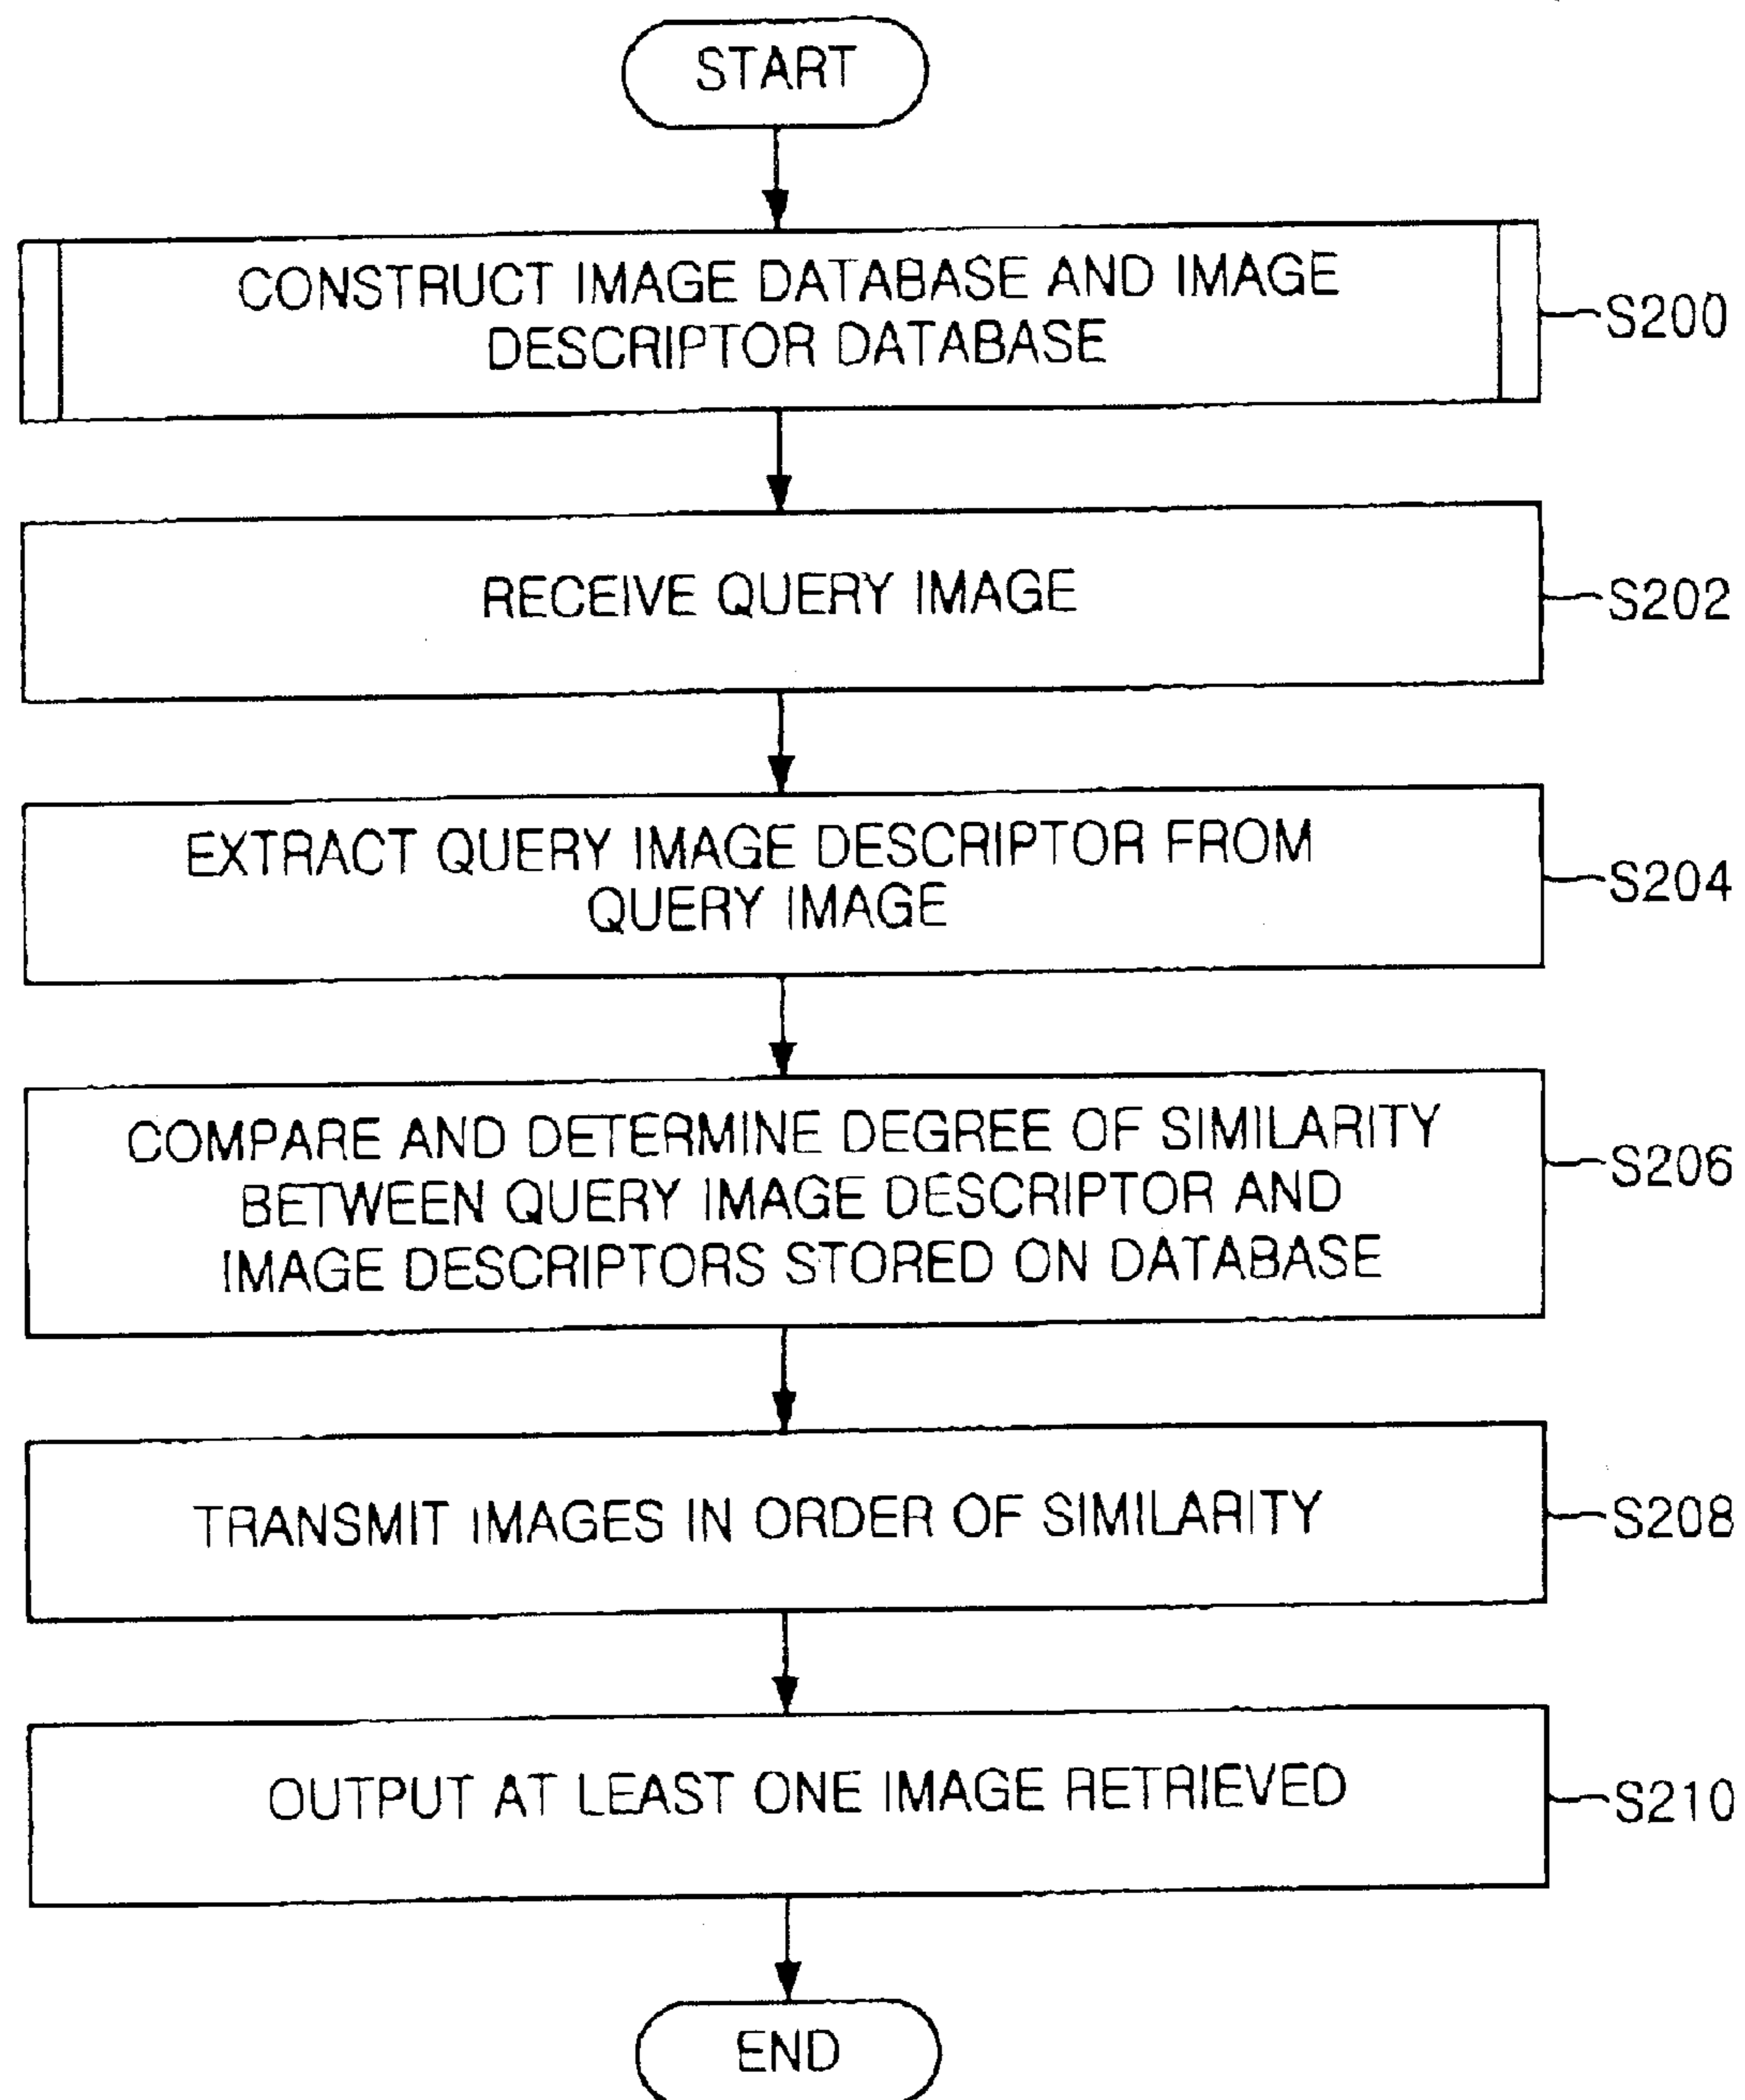 START
CONSTRUCT IMAGE DATABASE AND IMAGE
DESCRIPTOR DATABASE
S200
RECEIVE QUERY IMAGE
S202
EXTRACT QUERY IMAGE DESCRIPTOR FROM
QUERY IMAGE
S204
COMPARE AND DETERMINE DEGREE OF SIMILARITY
BETWEEN QUERY IMAGE DESCRIPTOR AND
IMAGE DESCRIPTORS STORED ON DATABASE
S206
TRANSMIT IMAGES IN ORDER OF SIMILARITY
S208
OUTPUT AT LEAST ONE IMAGE RETRIEVED
S210
END